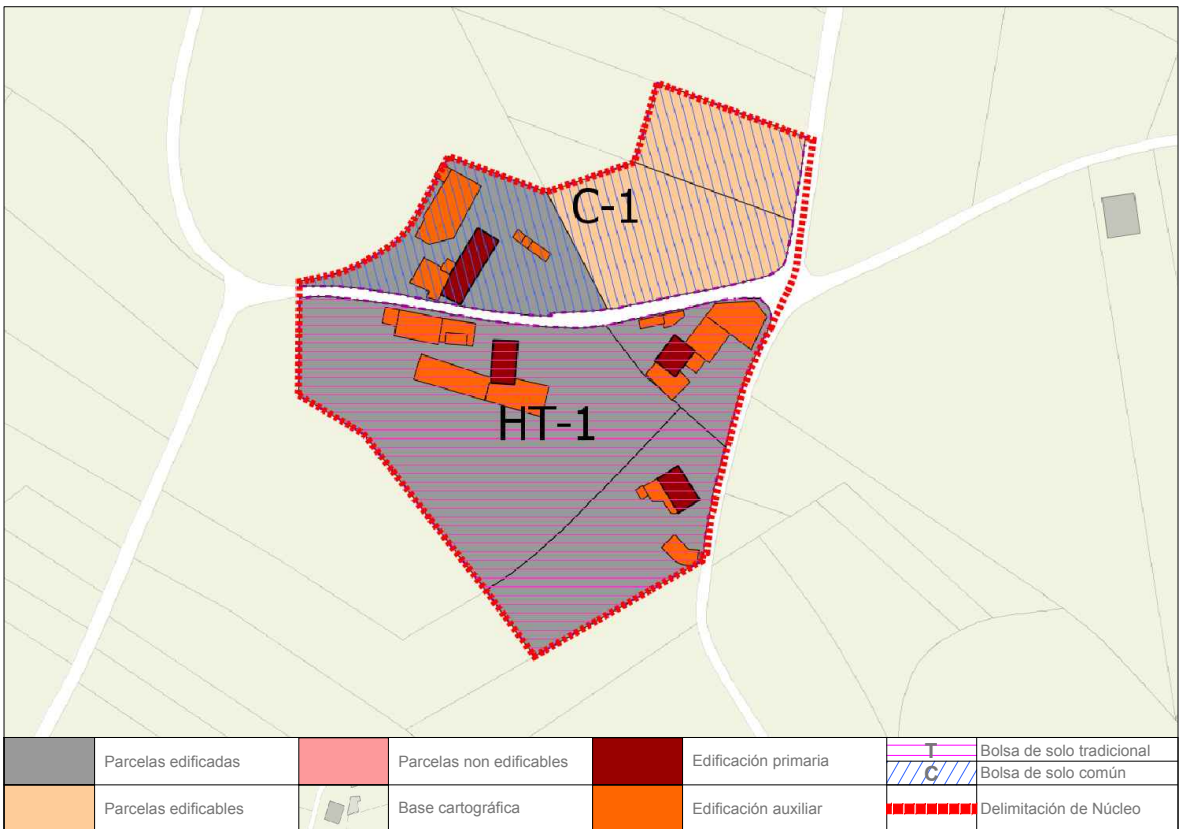 C-1
HT-1
Parcelas edificadas
Parcelas non edificables
Edificación primaria
T
Bolsa de solo tradicional
C
Bolsa de solo común
Parcelas edificables
Base cartográfica
Edificación auxiliar
Delimitación de Núcleo